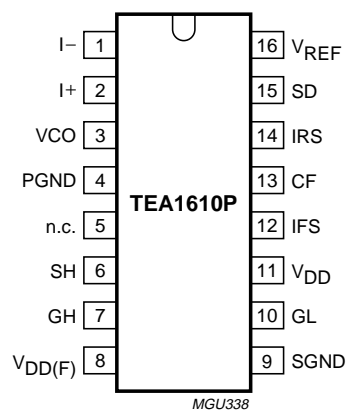 I− 1 16 VREF
I+ 2 15 SD
VCO 3 14 IRS
PGND 4 13 CF
TEA1610P
n.c. 5 12 IFS
SH 6 11 VDD
GH 7 10 GL
VDD(F) 8 9 SGND
MGU338